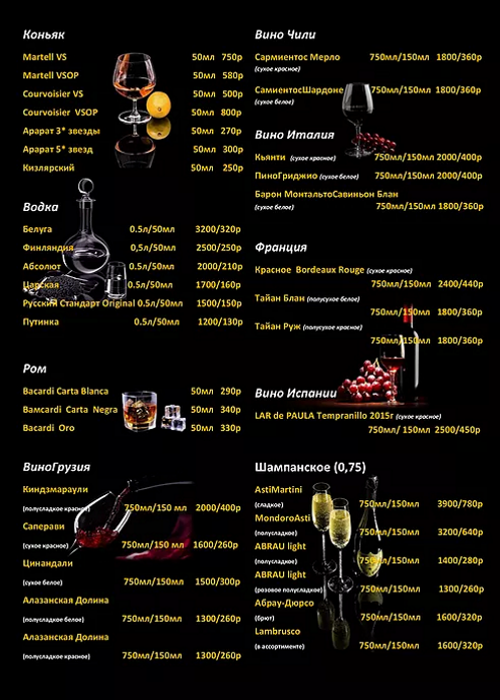 Коньяк
Martell VS 50мл 750р
Martell VSOP 50мл 580р
Courvoisier VS 50мл 500р
Courvoisier VSOP 50мл 800р
Арарат 3* звезды 50мл 270р
Арарат 5* звезд 50мл 300р
Кизлярский 50мл 250р
Водка
Белуга 0.5л/50мл 3200/320р
Финляндия 0,5л/50мл 2500/250р
Абсолют 0.5л/50мл 2000/210р
Царская 0.5л/50мл 1700/160р
Русский Стандарт Original 0.5л/50мл 1500/150р
Путинка 0.5л/50мл 1200/130р
Ром
Bacardi Carta Blanca 50мл 290р
Вамсаrdi Carta Negra 50мл 340р
Bacardi Oro 50мл 330р
ВиноГрузия
Киндзмараули
(полусладкое красное) 750мл/150 мл 2000/400р
Саперави
(сухое красное) 750мл/150 мл 1600/260р
Цинандали
(сухое белое) 750мл/150мл 1500/300р
Алазанская Долина
(полусладкое белое) 750мл/150мл 1300/260р
Алазанская Долина
(полусладкое красное) 750мл/150мл 1300/260р
Вино Чили
Сармиентос Мерло 750мл/150мл 1800/360р
(сухое красное)
СамиентосШардоне 750мл/150мл 1800/360р
(сухое белое)
Вино Италия
Кьянти (сухое красное) 750мл/150мл 2000/400р
ПиноГриджио (сухое белое) 750мл/150мл 2000/400р
Барон МонтальтоСавиньон Блан
(сухое белое) 750мл/150мл 1800/360р
Франция
Красное Bordeaux Rouge (сухое красное)
750мл/150мл 2400/440р
Тайан Блан (полусухое белое)
750мл/150мл 1800/360р
Тайан Руж (полусухое красное)
750мл/150мл 1800/360р
Вино Испании
LAR de PAULA Tempranillo 2015г (сухое красное)
750мл/ 150мл 2500/450р
Шампанское (0,75)
AstiMartini
(сладкое) 750мл/150мл 3900/780р
MondoroAsti
(полусладкое) 750мл/150мл 3200/640р
ABRAU light
(полусладкое) 750мл/150мл 1400/280р
ABRAU light
(розовое полусладкое) 750мл/150мл 1300/260р
Абрау-Дюрсо
(брют) 750мл/150мл 1600/320р
Lambrusco
(в ассортименте) 750мл/150мл 1600/320р